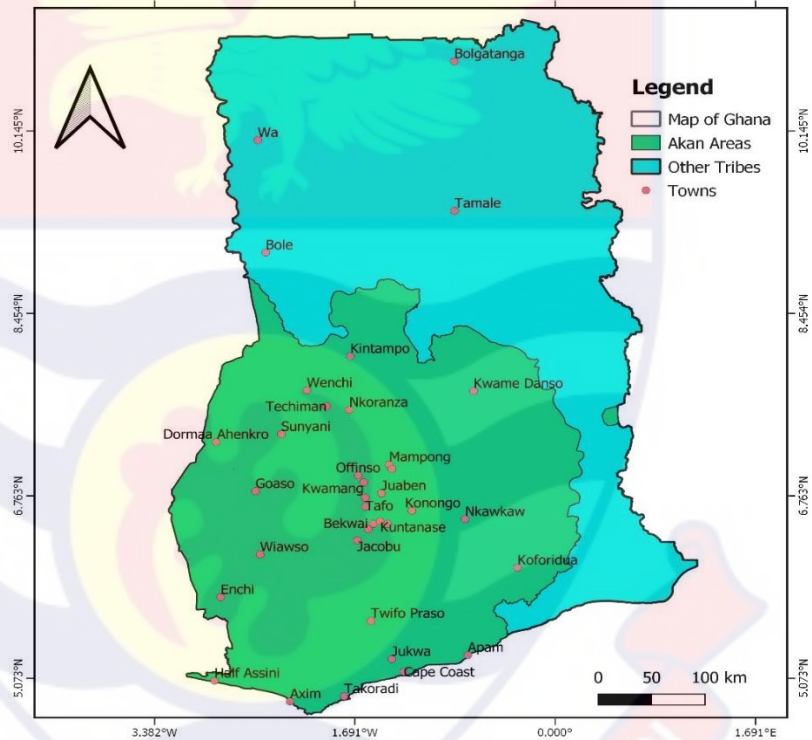 Bolgatanga
Legend
Map of Ghana
Akan Areas
Other Tribes
Towns
10.145°N
10.145°N
Wa
Tamale
Bole
8.454°N
8.454°N
Kintampo
Wenchi
Kwame Danso
Techiman
Nkoranza
Sunyani
Dormaa Ahenkro
Mampong
Offinso
Goaso
Kwamang
Juaben
6.763°N
6.763°N
Tafo
Konongo
Nkawkaw
Bekwai
Kuntanase
Jacobu
Wiawso
Koforidua
Enchi
Twifo Praso
Jukwa
Apam
Half Assini
Cape Coast
0 50 100 km
5.073°N
5.073°N
Axim
Takoradi
3.382°W
1.691°W
0.000°
1.691°E